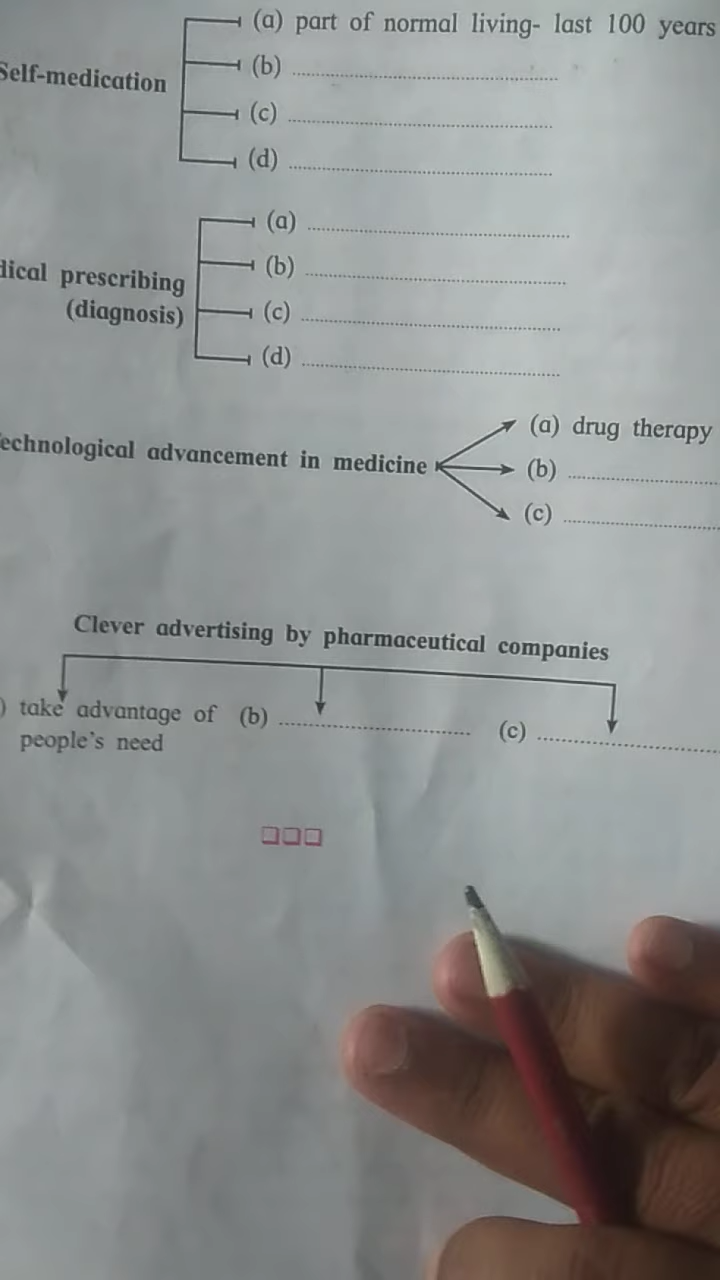 (a) part of normal living- last 100 years
Self-medication
(b) ..............................
(c) ..............................
(d) ..............................
(a) ..............................
(b) ..............................
dical prescribing
(diagnosis)
(c) ..............................
(d) ..............................
(a) drug therapy
echnological advancement in medicine
(b) ..............................
(c) ..............................
Clever advertising by pharmaceutical companies
) take advantage of (b) .............................. (c) ..............................
people's need